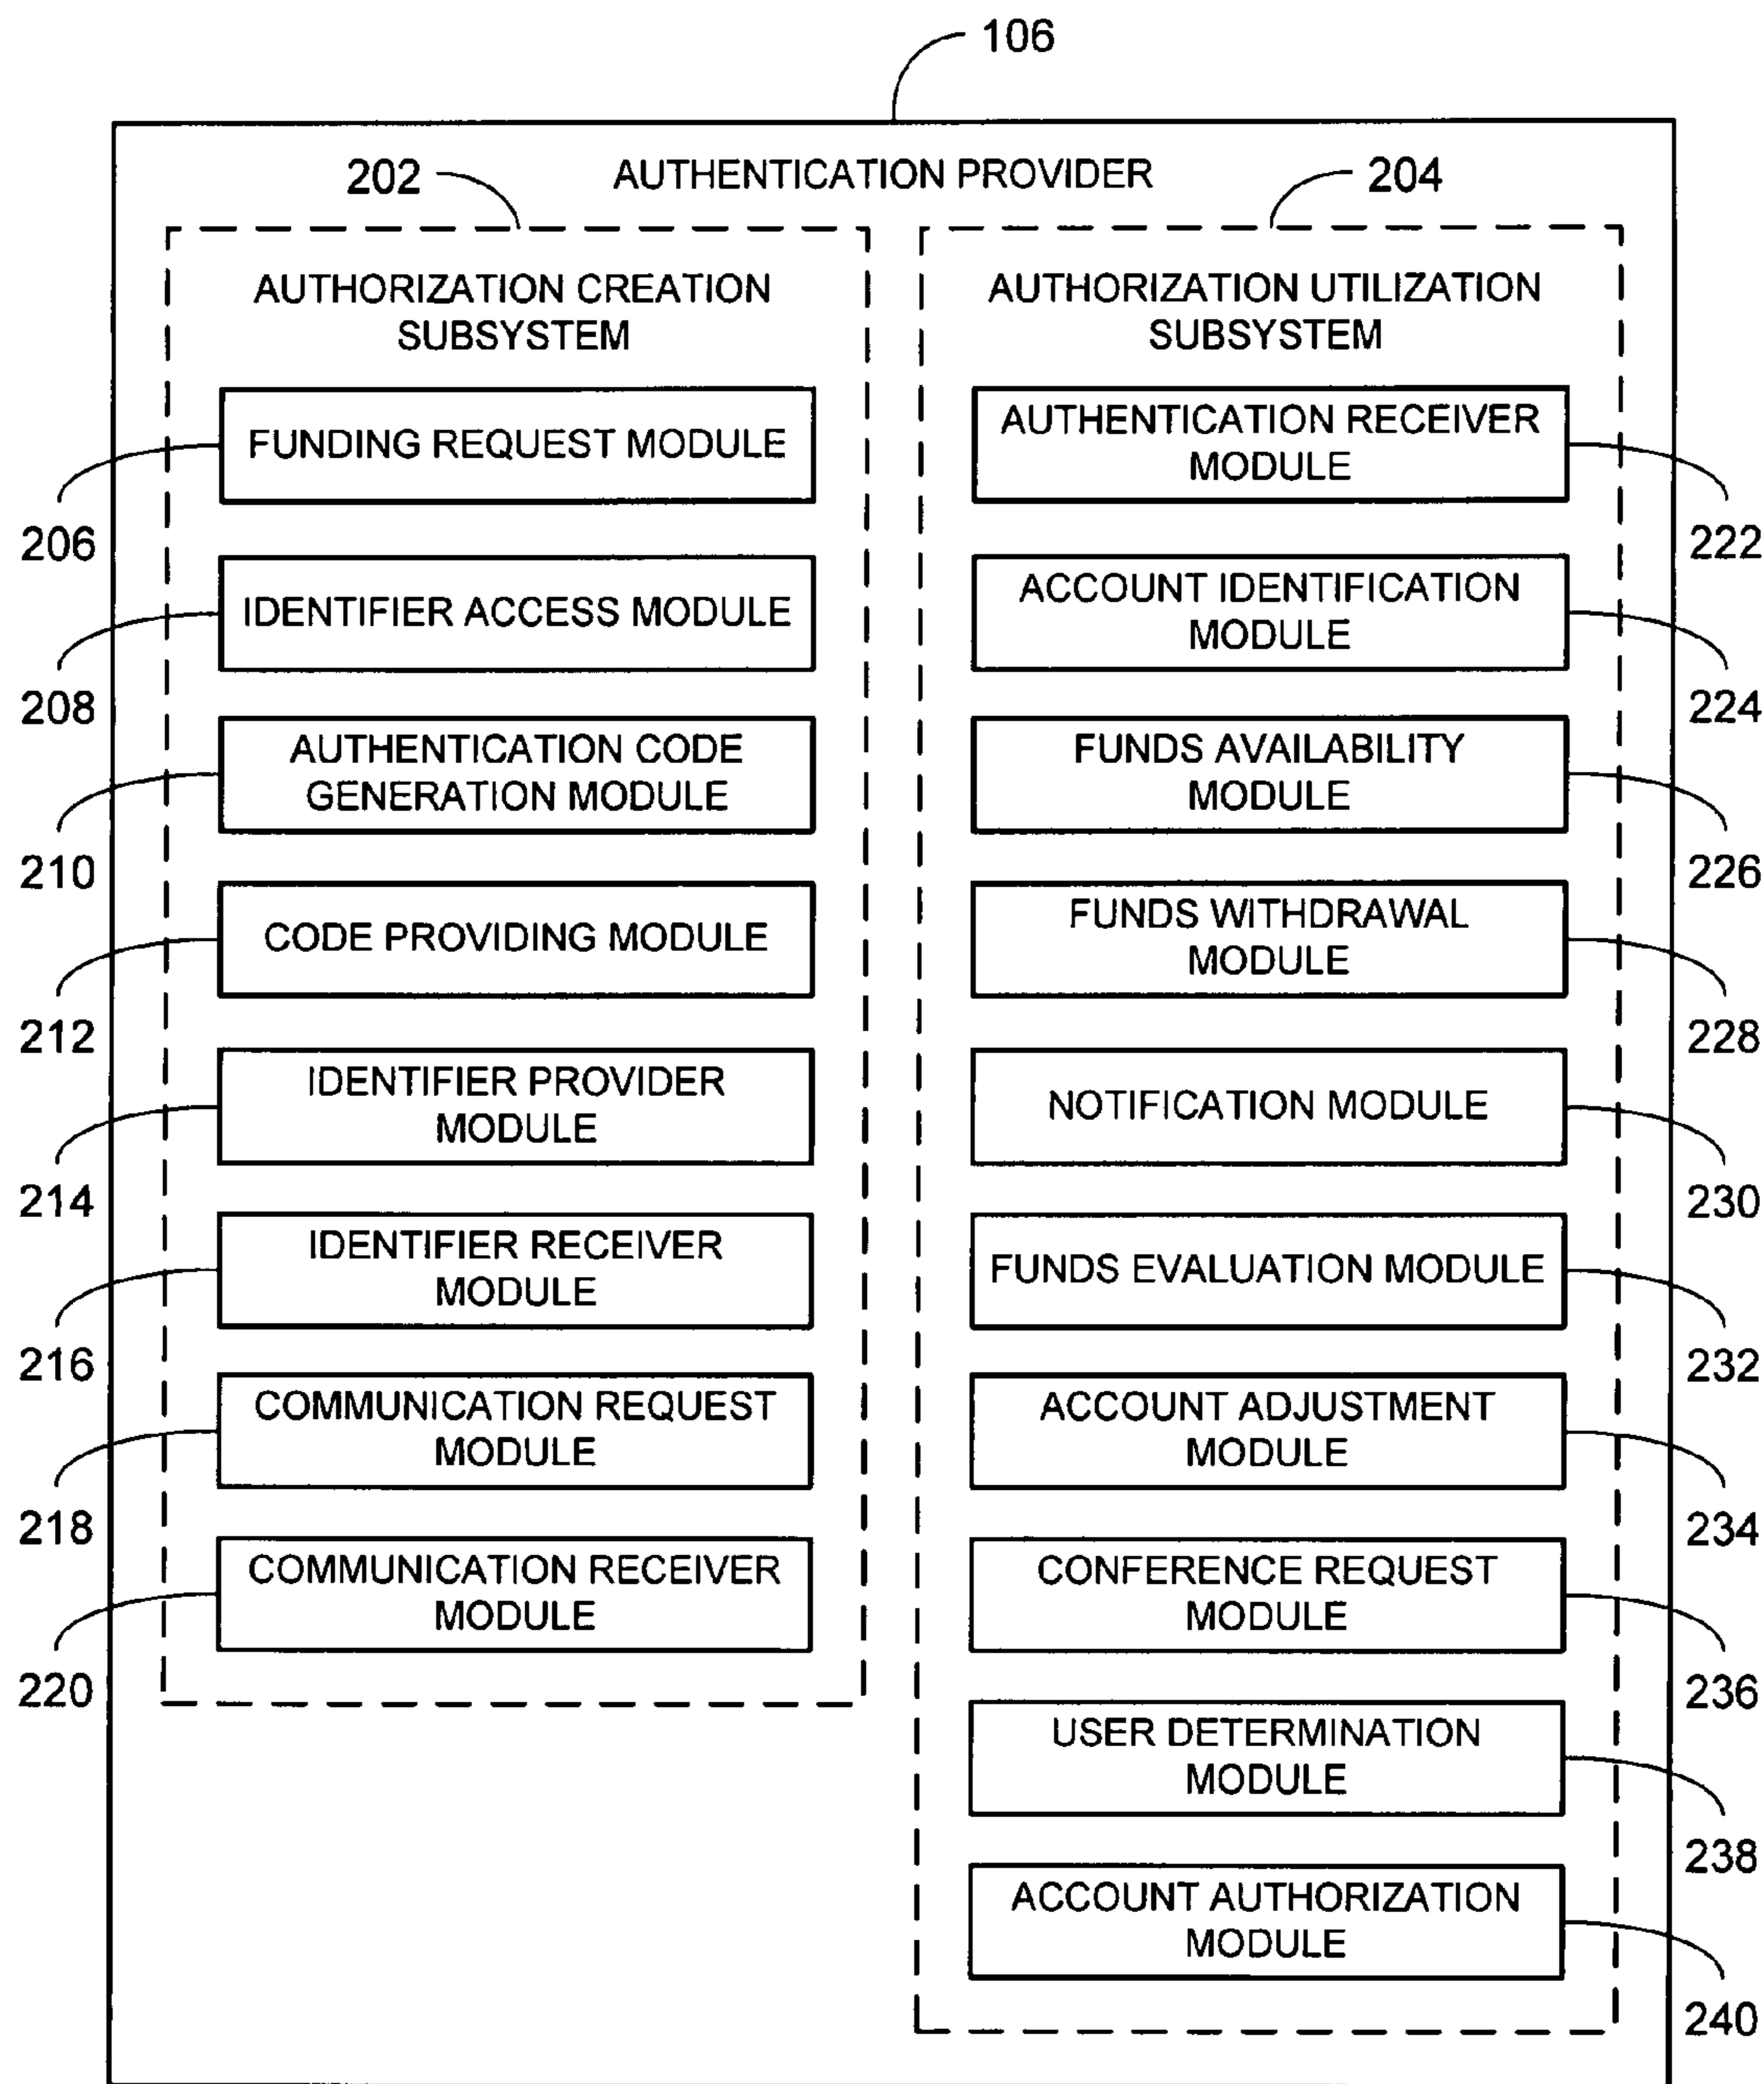 106
AUTHENTICATION PROVIDER
202
204
AUTHORIZATION CREATION
SUBSYSTEM
FUNDING REQUEST MODULE
206
IDENTIFIER ACCESS MODULE
208
AUTHENTICATION CODE
GENERATION MODULE
210
CODE PROVIDING MODULE
212
IDENTIFIER PROVIDER
MODULE
214
IDENTIFIER RECEIVER
MODULE
216
COMMUNICATION REQUEST
MODULE
218
COMMUNICATION RECEIVER
MODULE
220
AUTHORIZATION UTILIZATION
SUBSYSTEM
AUTHENTICATION RECEIVER
MODULE
222
ACCOUNT IDENTIFICATION
MODULE
224
FUNDS AVAILABILITY
MODULE
226
FUNDS WITHDRAWAL
MODULE
228
NOTIFICATION MODULE
230
FUNDS EVALUATION MODULE
232
ACCOUNT ADJUSTMENT
MODULE
234
CONFERENCE REQUEST
MODULE
236
USER DETERMINATION
MODULE
238
ACCOUNT AUTHORIZATION
MODULE
240